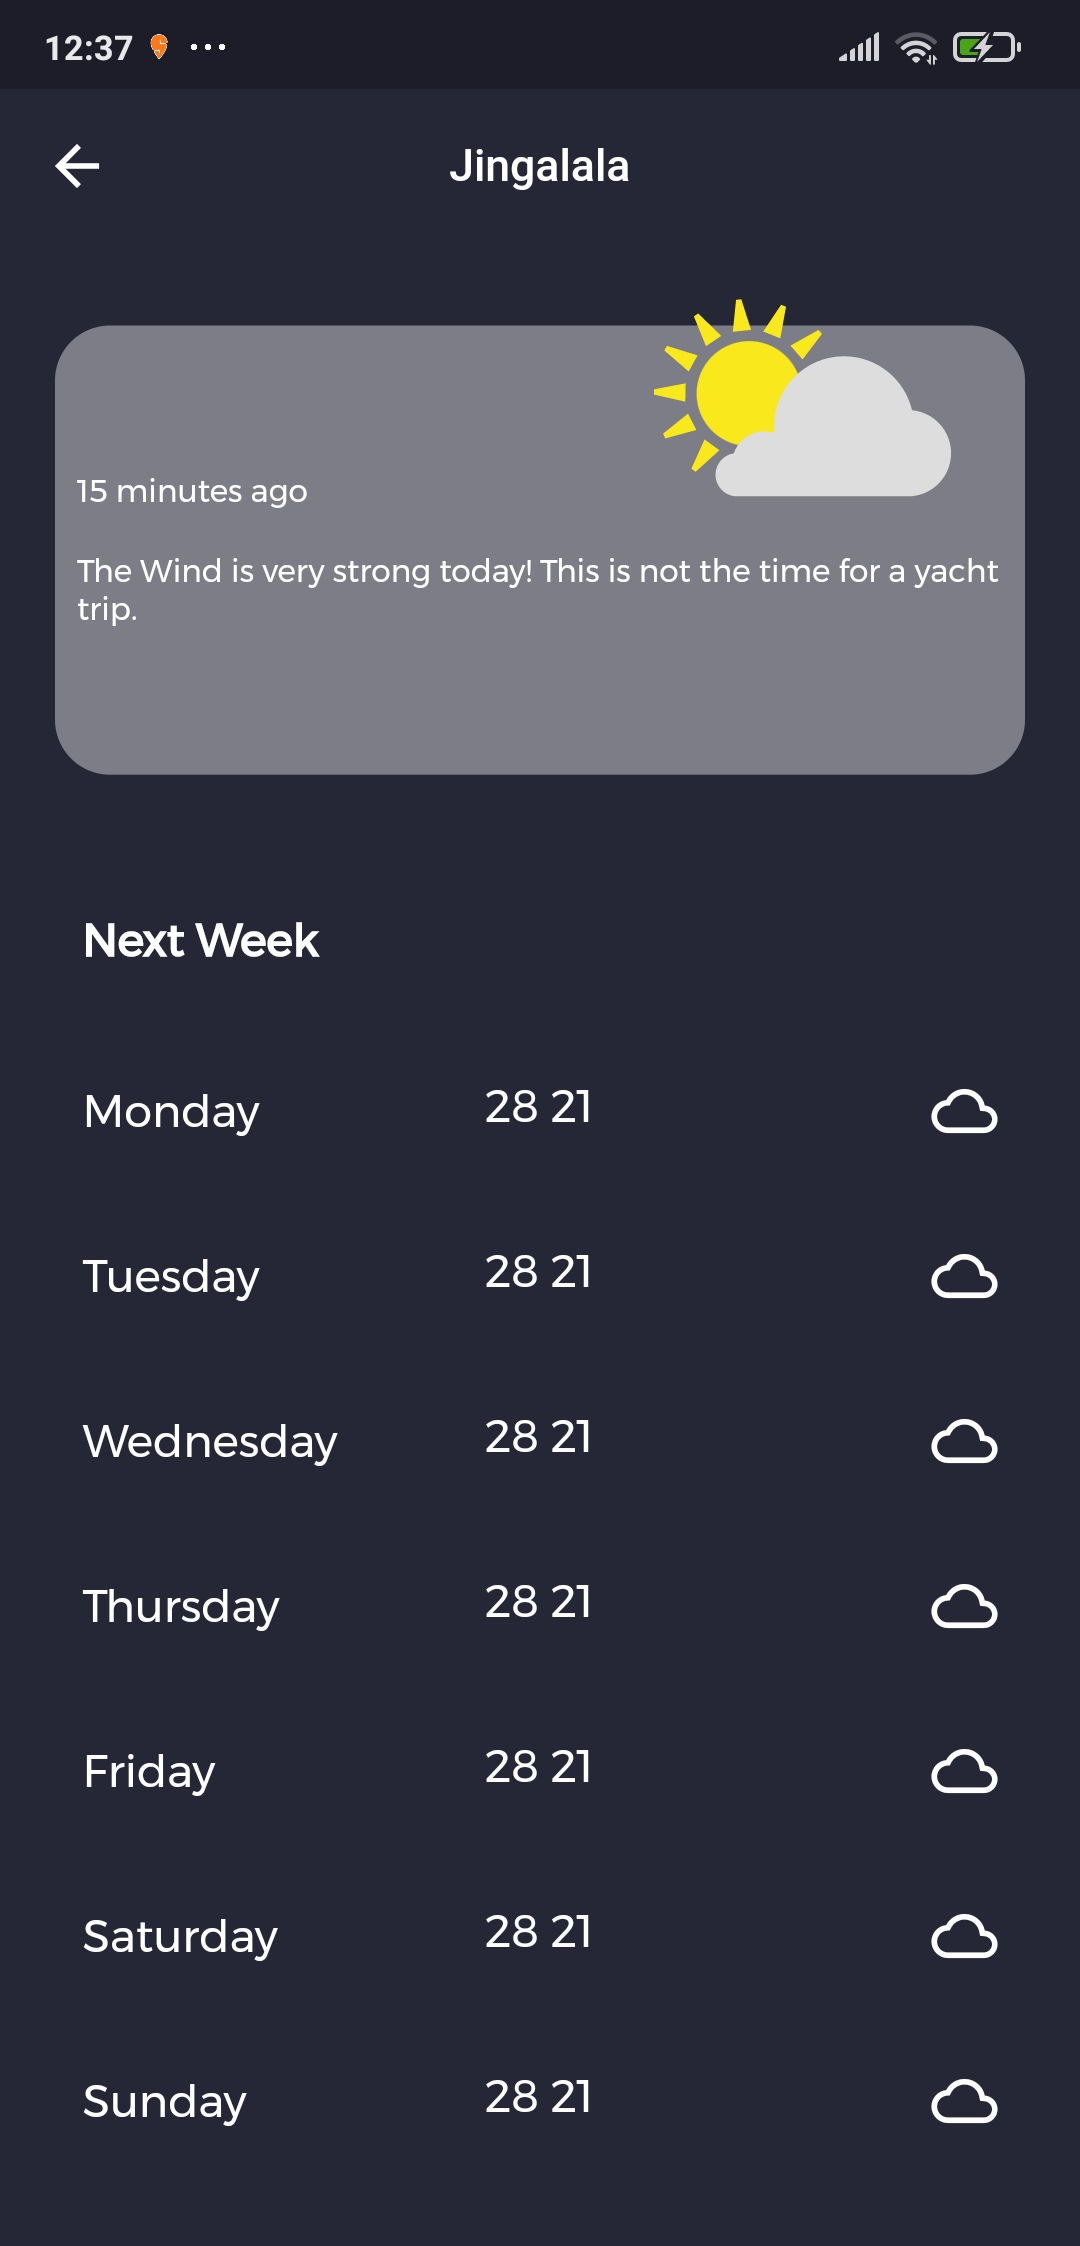 12:37
Jingalala
15 minutes ago
The Wind is very strong today! This is not the time for a yacht
trip.
Next Week
Monday 28 21
Tuesday 28 21
Wednesday 28 21
Thursday 28 21
Friday 28 21
Saturday 28 21
Sunday 28 21